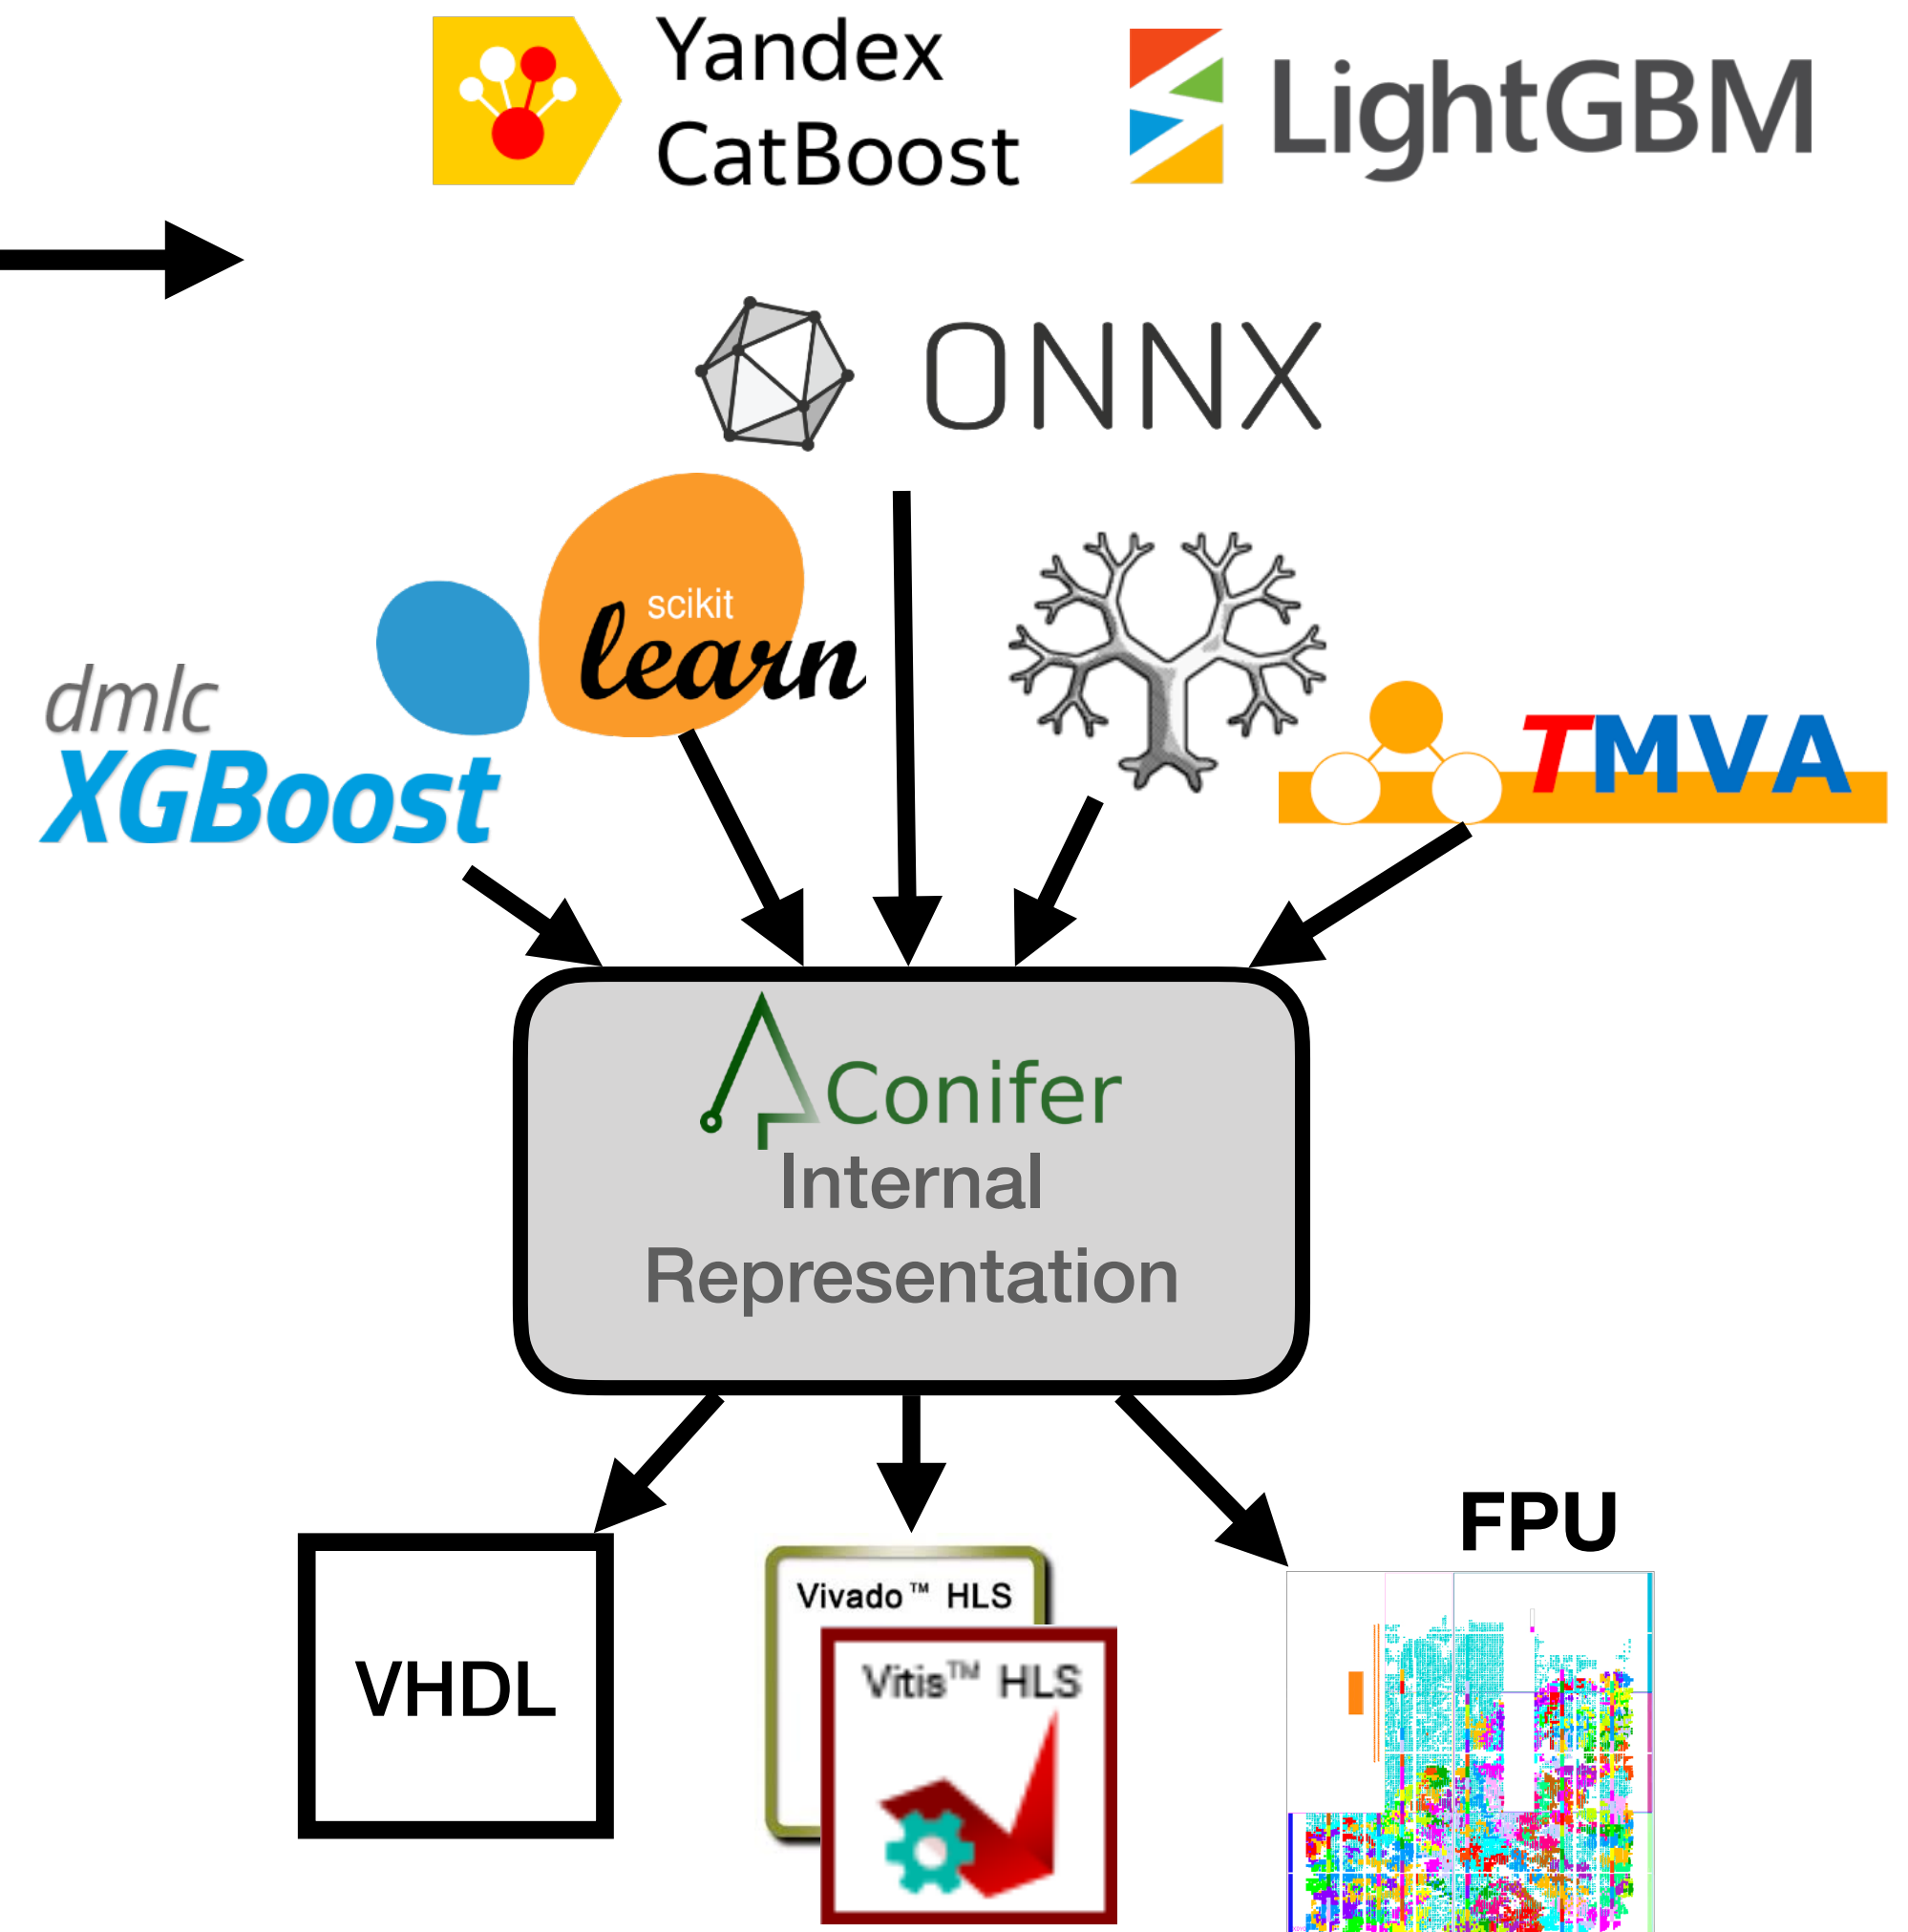 Yandex
CatBoost
LightGBM
ONNX
scikit
learn
dmlc
XGBoost
TMVA
Conifer
Internal
Representation
FPU
VHDL
Vivado™ HLS
Vitis™ HLS